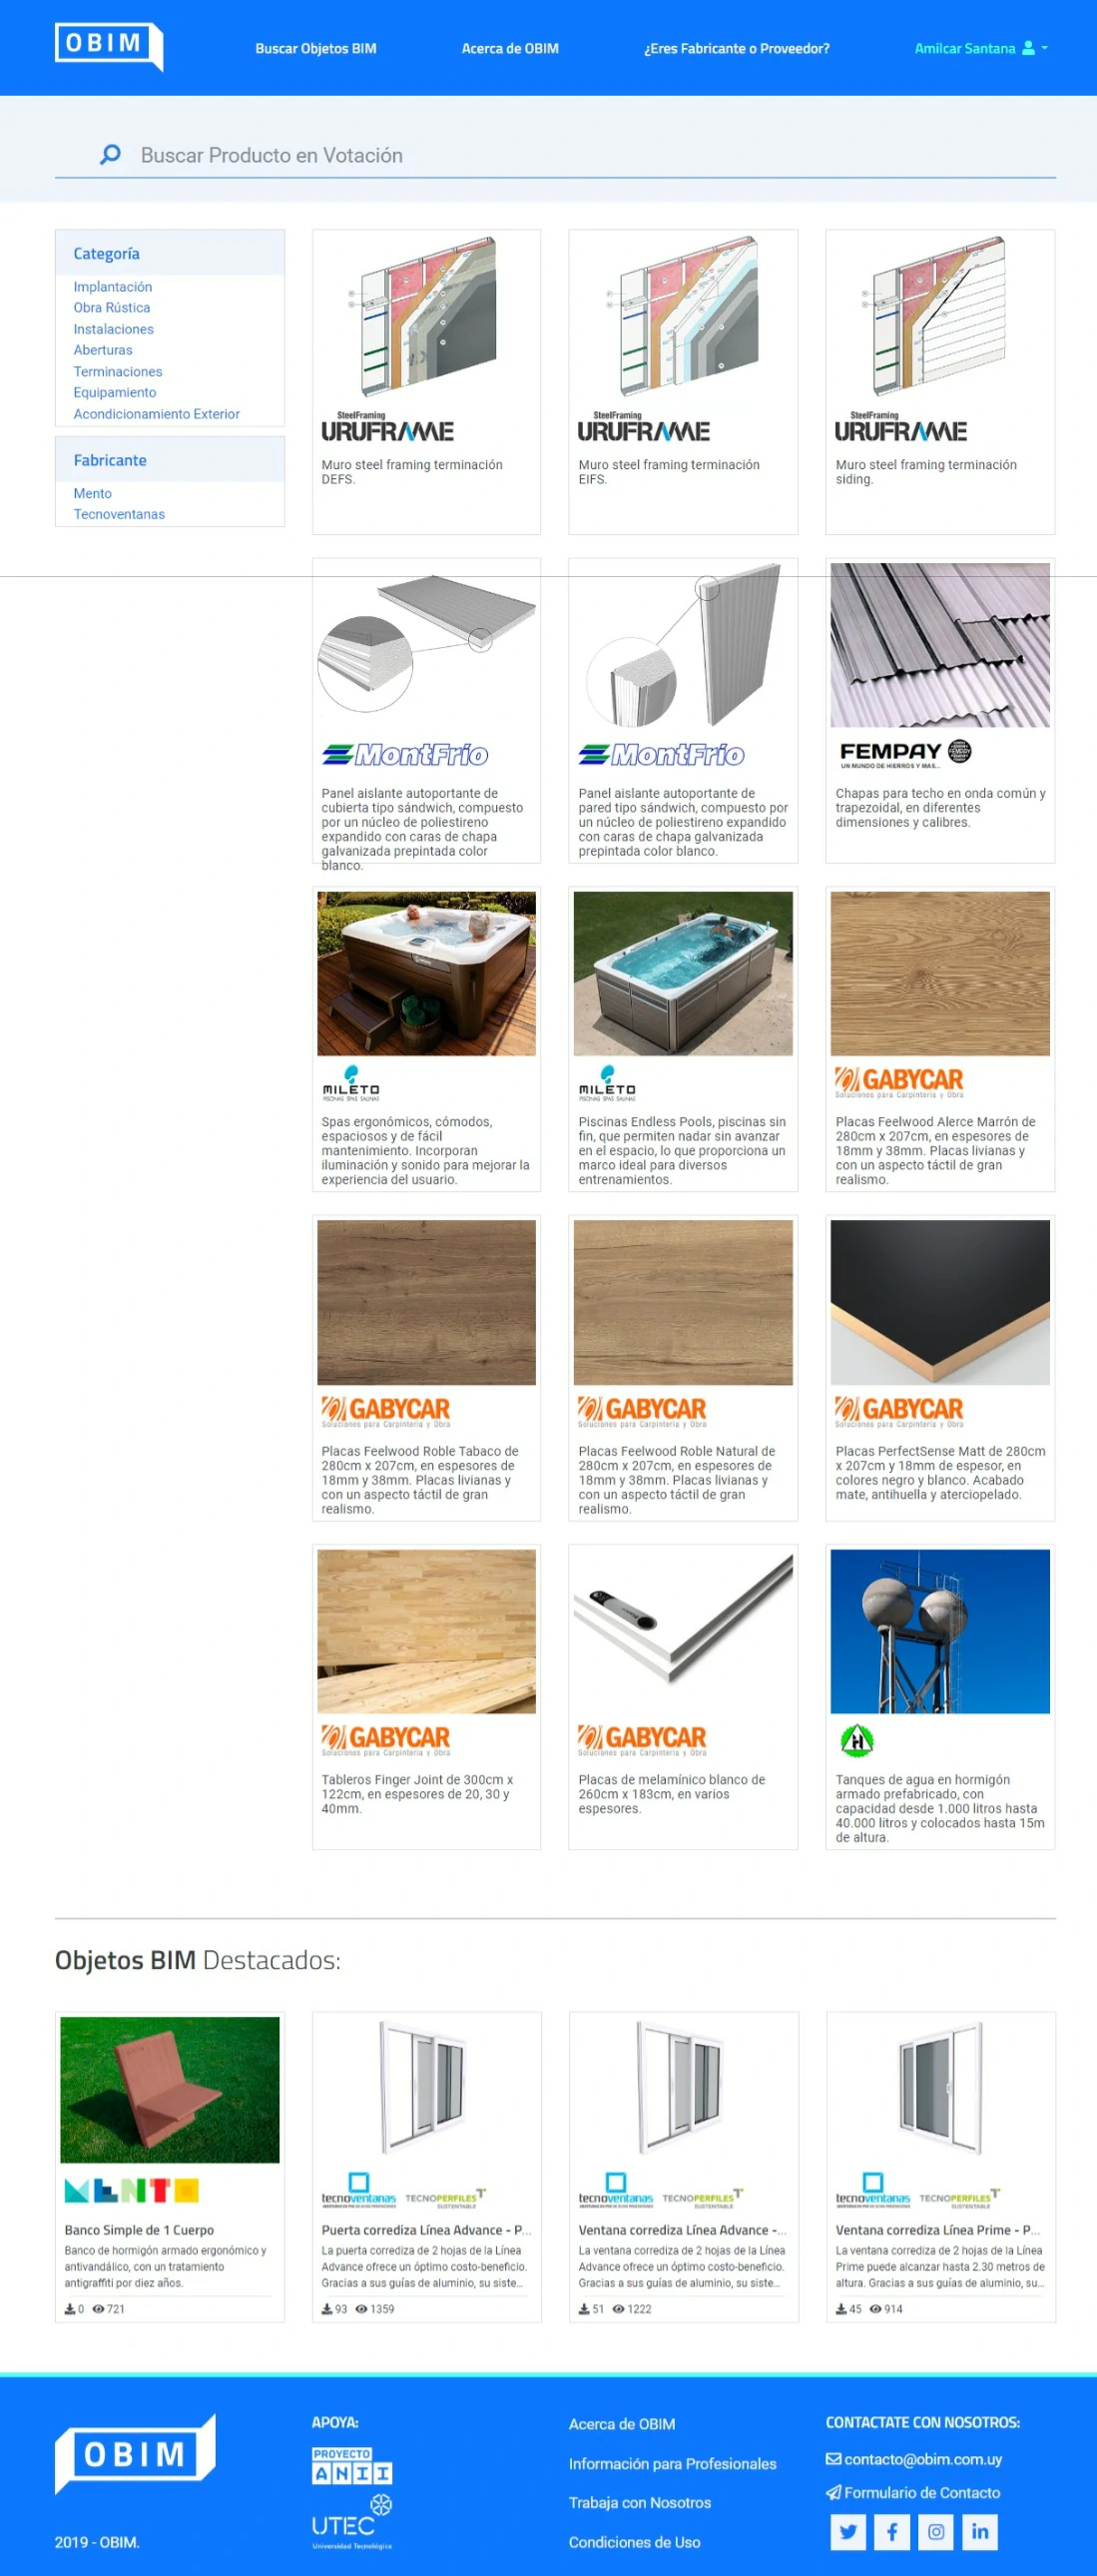 OBIM
Buscar Objetos BIM
Acerca de OBIM
¿Eres Fabricante o Proveedor?
Amilcar Santana
Buscar Producto en Votación
Categoría
Implantación
Obra Rústica
Instalaciones
Aberturas
Terminaciones
Equipamiento
Acondicionamiento Exterior
Fabricante
Mento
Tecnoventanas
SteelFraming
URUFRAME
Muro steel framing terminación
DEFS.
SteelFraming
URUFRAME
Muro steel framing terminación
EIFS.
SteelFraming
URUFRAME
Muro steel framing terminación
siding.
MontFrío
Panel aislante autoportante de
cubierta tipo sándwich, compuesto
por un núcleo de poliestireno
expandido con caras de chapa
galvanizada prepintada color
blanco.
MontFrío
Panel aislante autoportante de
pared tipo sándwich, compuesto por
un núcleo de poliestireno expandido
con caras de chapa galvanizada
prepintada color blanco.
FEMPAY
UN MUNDO DE HIERROS Y MAS...
Chapas para techo en onda común y
trapezoidal, en diferentes
dimensiones y calibres.
MILETO
PISCINAS SPAS SAUNAS
Spas ergonómicos, cómodos,
espaciosos y de fácil
mantenimiento. Incorporan
iluminación y sonido para mejorar la
experiencia del usuario.
MILETO
PISCINAS SPAS SAUNAS
Piscinas Endless Pools, piscinas sin
fin, que permiten nadar sin avanzar
en el espacio, lo que proporciona un
marco ideal para diversos
entrenamientos.
GABYCAR
Soluciones para Carpintería y Obra
Placas Feelwood Alerce Marrón de
280cm x 207cm, en espesores de
18mm y 38mm. Placas livianas y
con un aspecto táctil de gran
realismo.
GABYCAR
Soluciones para Carpintería y Obra
Placas Feelwood Roble Tabaco de
280cm x 207cm, en espesores de
18mm y 38mm. Placas livianas y
con un aspecto táctil de gran
realismo.
GABYCAR
Soluciones para Carpintería y Obra
Placas Feelwood Roble Natural de
280cm x 207cm, en espesores de
18mm y 38mm. Placas livianas y
con un aspecto táctil de gran
realismo.
GABYCAR
Soluciones para Carpintería y Obra
Placas PerfectSense Matt de 280cm
x 207cm y 18mm de espesor, en
colores negro y blanco. Acabado
mate, antihuella y aterciopelado.
GABYCAR
Soluciones para Carpintería y Obra
Tableros Finger Joint de 300cm x
122cm, en espesores de 20, 30 y
40mm.
GABYCAR
Soluciones para Carpintería y Obra
Placas de melamínico blanco de
260cm x 183cm, en varios
espesores.
H
Tanques de agua en hormigón
armado prefabricado, con
capacidad desde 1.000 litros hasta
40.000 litros y colocados hasta 15m
de altura.
Objetos BIM Destacados:
MENTO
Banco Simple de 1 Cuerpo
Banco de hormigón armado ergonómico y
antivandálico, con un tratamiento
antigraffiti por diez años.
0 721
tecnoventanas TECNOPERFILES
SUSTENTABLE
Puerta corrediza Línea Advance - P...
La puerta corrediza de 2 hojas de la Línea
Advance ofrece un óptimo costo-beneficio.
Gracias a sus guías de aluminio, su siste...
93 1359
tecnoventanas TECNOPERFILES
SUSTENTABLE
Ventana corrediza Línea Advance -...
La ventana corrediza de 2 hojas de la Línea
Advance ofrece un óptimo costo-beneficio.
Gracias a sus guías de aluminio, su siste...
51 1222
tecnoventanas TECNOPERFILES
SUSTENTABLE
Ventana corrediza Línea Prime - P...
La ventana corrediza de 2 hojas de la Línea
Prime puede alcanzar hasta 2.30 metros de
altura. Gracias a sus guías de aluminio, su...
45 914
OBIM
2019 - OBIM.
APOYA:
PROYECTO
ANII
UTEC
Universidad Tecnológica
Acerca de OBIM
Información para Profesionales
Trabaja con Nosotros
Condiciones de Uso
CONTACTATE CON NOSOTROS:
contacto@obim.com.uy
Formulario de Contacto